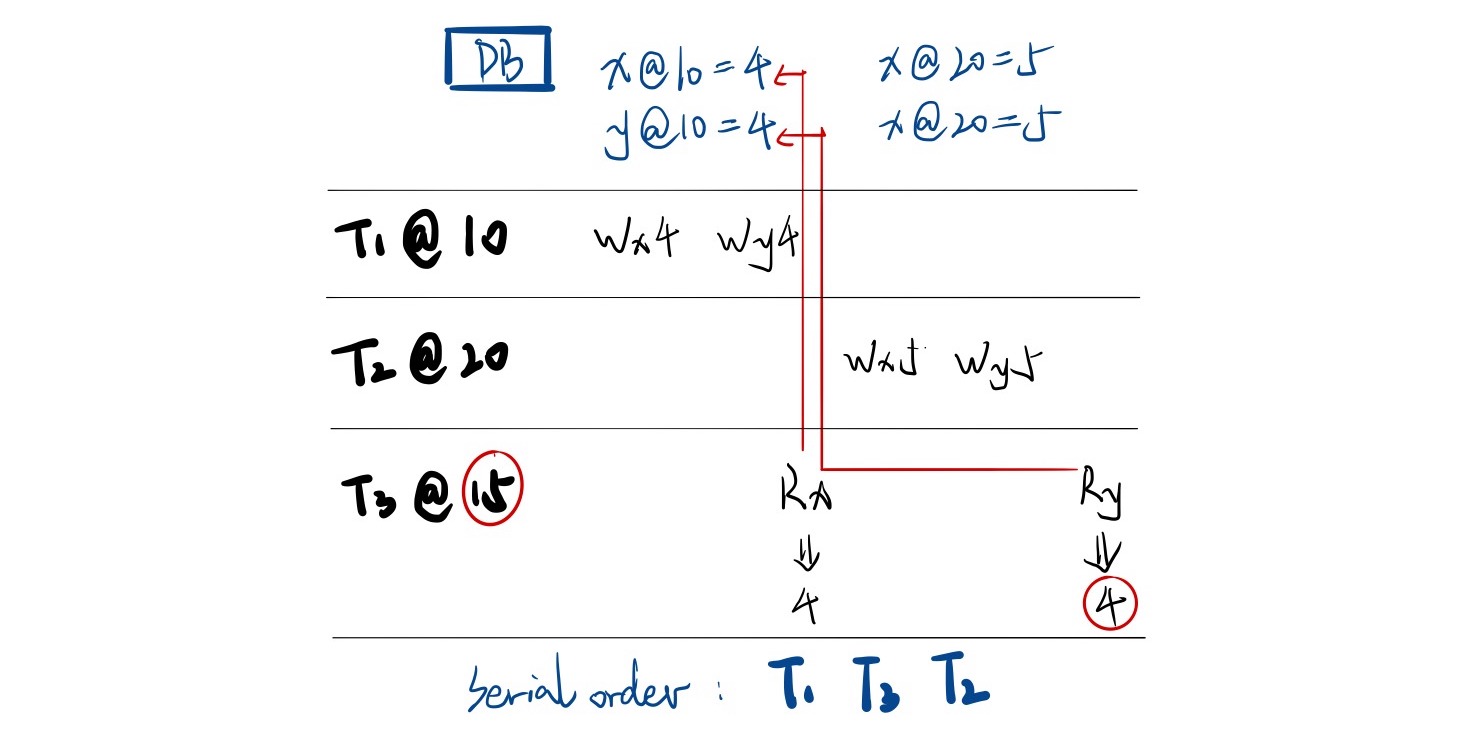 DB x@10=4 x@20=5
y@10=4 x@20=5
T1@10 Wx4 Wy4
T2@20 Wx5 Wy5
T3@15 Rx Ry
⇓ ⇓
4 4
Serial order : T1 T3 T2